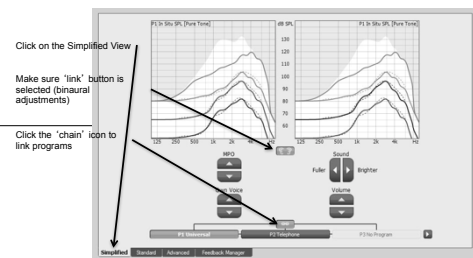 Click on the Simplified View
Make sure ‘link’ button is
selected (binaural
adjustments)
Click the ‘chain’ icon to
link programs
P1 In Situ SPL [Pure Tone]
dB SPL
P1 In Situ SPL [Pure Tone]
130
120
110
100
90
80
70
60
125 250 500 1K 2K 4K Hz
125 250 500 1K 2K 4K Hz
MPO
Sound
Fuller
Brighter
Own Voice
Volume
P1 Universal
P2 Telephone
P3 No Program
Simplified
Standard
Advanced
Feedback Manager